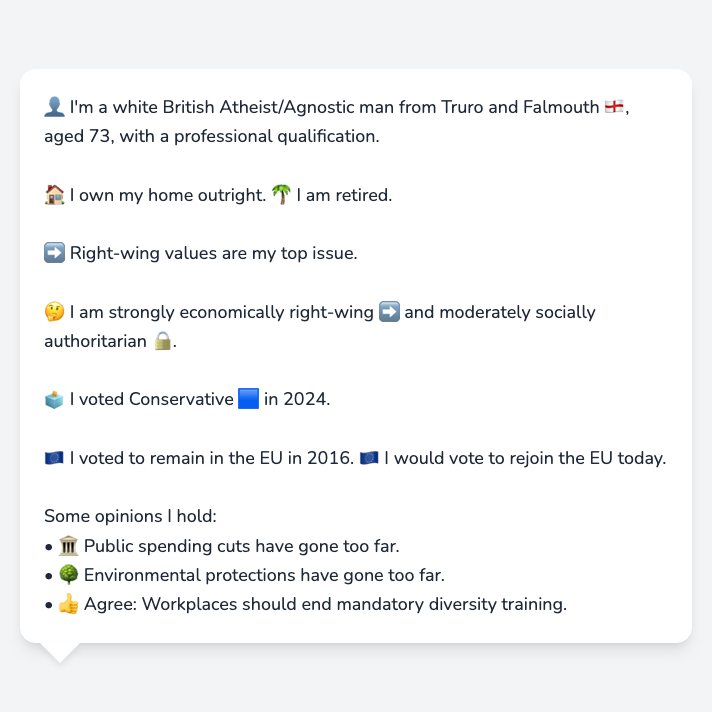 👤 I'm a white British Atheist/Agnostic man from Truro and Falmouth 🏴󠁧󠁢󠁥󠁮󠁧󠁿,
aged 73, with a professional qualification.
🏠 I own my home outright. 🌴 I am retired.
➡️ Right-wing values are my top issue.
🤔 I am strongly economically right-wing ➡️ and moderately socially
authoritarian 🔒.
🗳️ I voted Conservative 🟦 in 2024.
🇪🇺 I voted to remain in the EU in 2016. 🇪🇺 I would vote to rejoin the EU today.
Some opinions I hold:
• 🏛️ Public spending cuts have gone too far.
• 🌳 Environmental protections have gone too far.
• 👍 Agree: Workplaces should end mandatory diversity training.